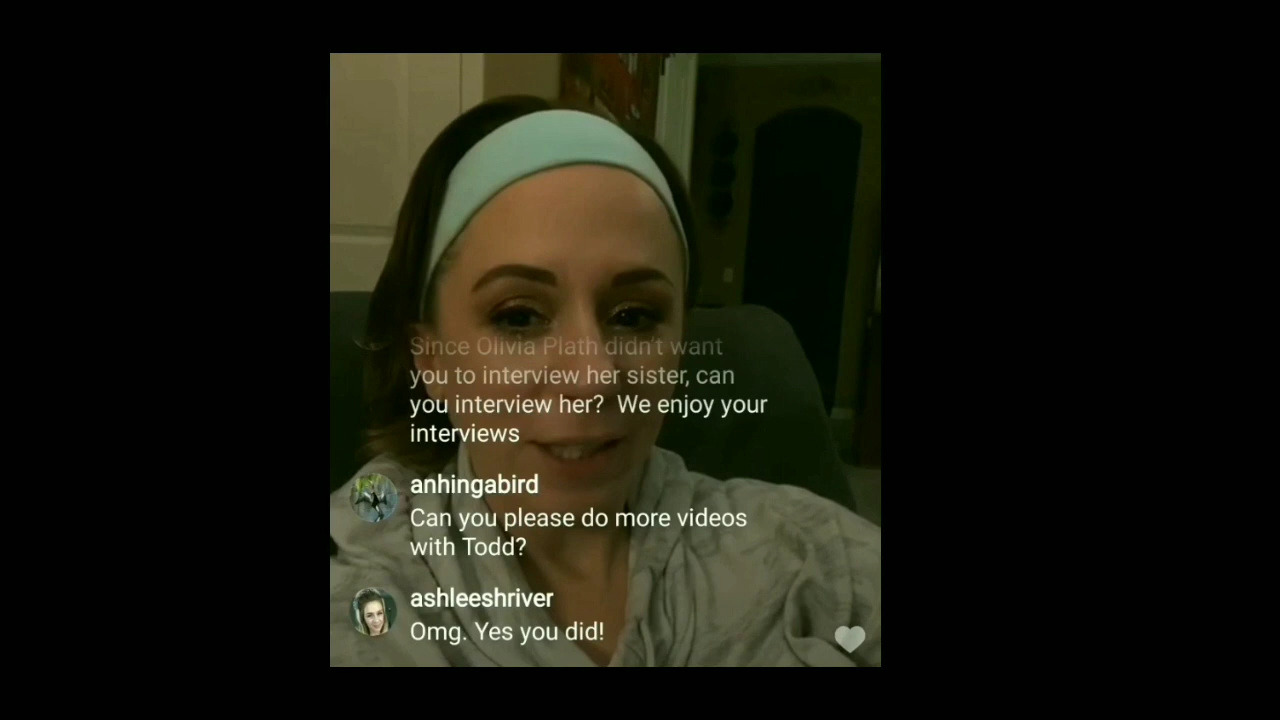 Since Olivia Plath didn't want
you to interview her sister, can
you interview her?  We enjoy your
interviews
anhingabird
Can you please do more videos
with Todd?
ashleeshriver
Omg. Yes you did!